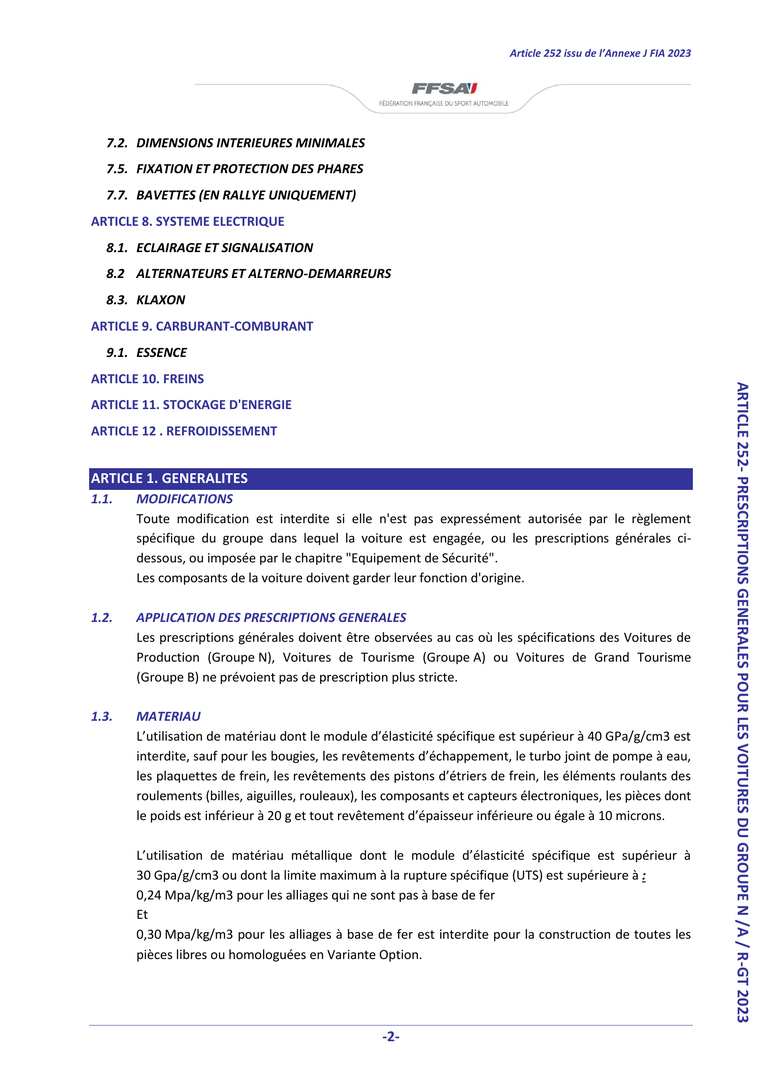 Article 252 issu de l'Annexe J FIA 2023
FFSA
FÉDÉRATION FRANÇAISE DU SPORT AUTOMOBILE
7.2. DIMENSIONS INTERIEURES MINIMALES
7.5. FIXATION ET PROTECTION DES PHARES
7.7. BAVETTES (EN RALLYE UNIQUEMENT)
ARTICLE 8. SYSTEME ELECTRIQUE
8.1. ECLAIRAGE ET SIGNALISATION
8.2 ALTERNATEURS ET ALTERNO-DEMARREURS
8.3. KLAXON
ARTICLE 9. CARBURANT-COMBURANT
9.1. ESSENCE
ARTICLE 10. FREINS
ARTICLE 11. STOCKAGE D'ENERGIE
ARTICLE 12 . REFROIDISSEMENT
ARTICLE 1. GENERALITES
1.1. MODIFICATIONS
Toute modification est interdite si elle n'est pas expressément autorisée par le règlement
spécifique du groupe dans lequel la voiture est engagée, ou les prescriptions générales ci-
dessous, ou imposée par le chapitre "Equipement de Sécurité".
Les composants de la voiture doivent garder leur fonction d'origine.
1.2. APPLICATION DES PRESCRIPTIONS GENERALES
Les prescriptions générales doivent être observées au cas où les spécifications des Voitures de
Production (Groupe N), Voitures de Tourisme (Groupe A) ou Voitures de Grand Tourisme
(Groupe B) ne prévoient pas de prescription plus stricte.
1.3. MATERIAU
L'utilisation de matériau dont le module d'élasticité spécifique est supérieur à 40 GPa/g/cm3 est
interdite, sauf pour les bougies, les revêtements d'échappement, le turbo joint de pompe à eau,
les plaquettes de frein, les revêtements des pistons d'étriers de frein, les éléments roulants des
roulements (billes, aiguilles, rouleaux), les composants et capteurs électroniques, les pièces dont
le poids est inférieur à 20 g et tout revêtement d'épaisseur inférieure ou égale à 10 microns.
L'utilisation de matériau métallique dont le module d'élasticité spécifique est supérieur à
30 Gpa/g/cm3 ou dont la limite maximum à la rupture spécifique (UTS) est supérieure à :
0,24 Mpa/kg/m3 pour les alliages qui ne sont pas à base de fer
Et
0,30 Mpa/kg/m3 pour les alliages à base de fer est interdite pour la construction de toutes les
pièces libres ou homologuées en Variante Option.
ARTICLE 252- PRESCRIPTIONS GENERALES POUR LES VOITURES DU GROUPE N /A / R-GT 2023
-2-